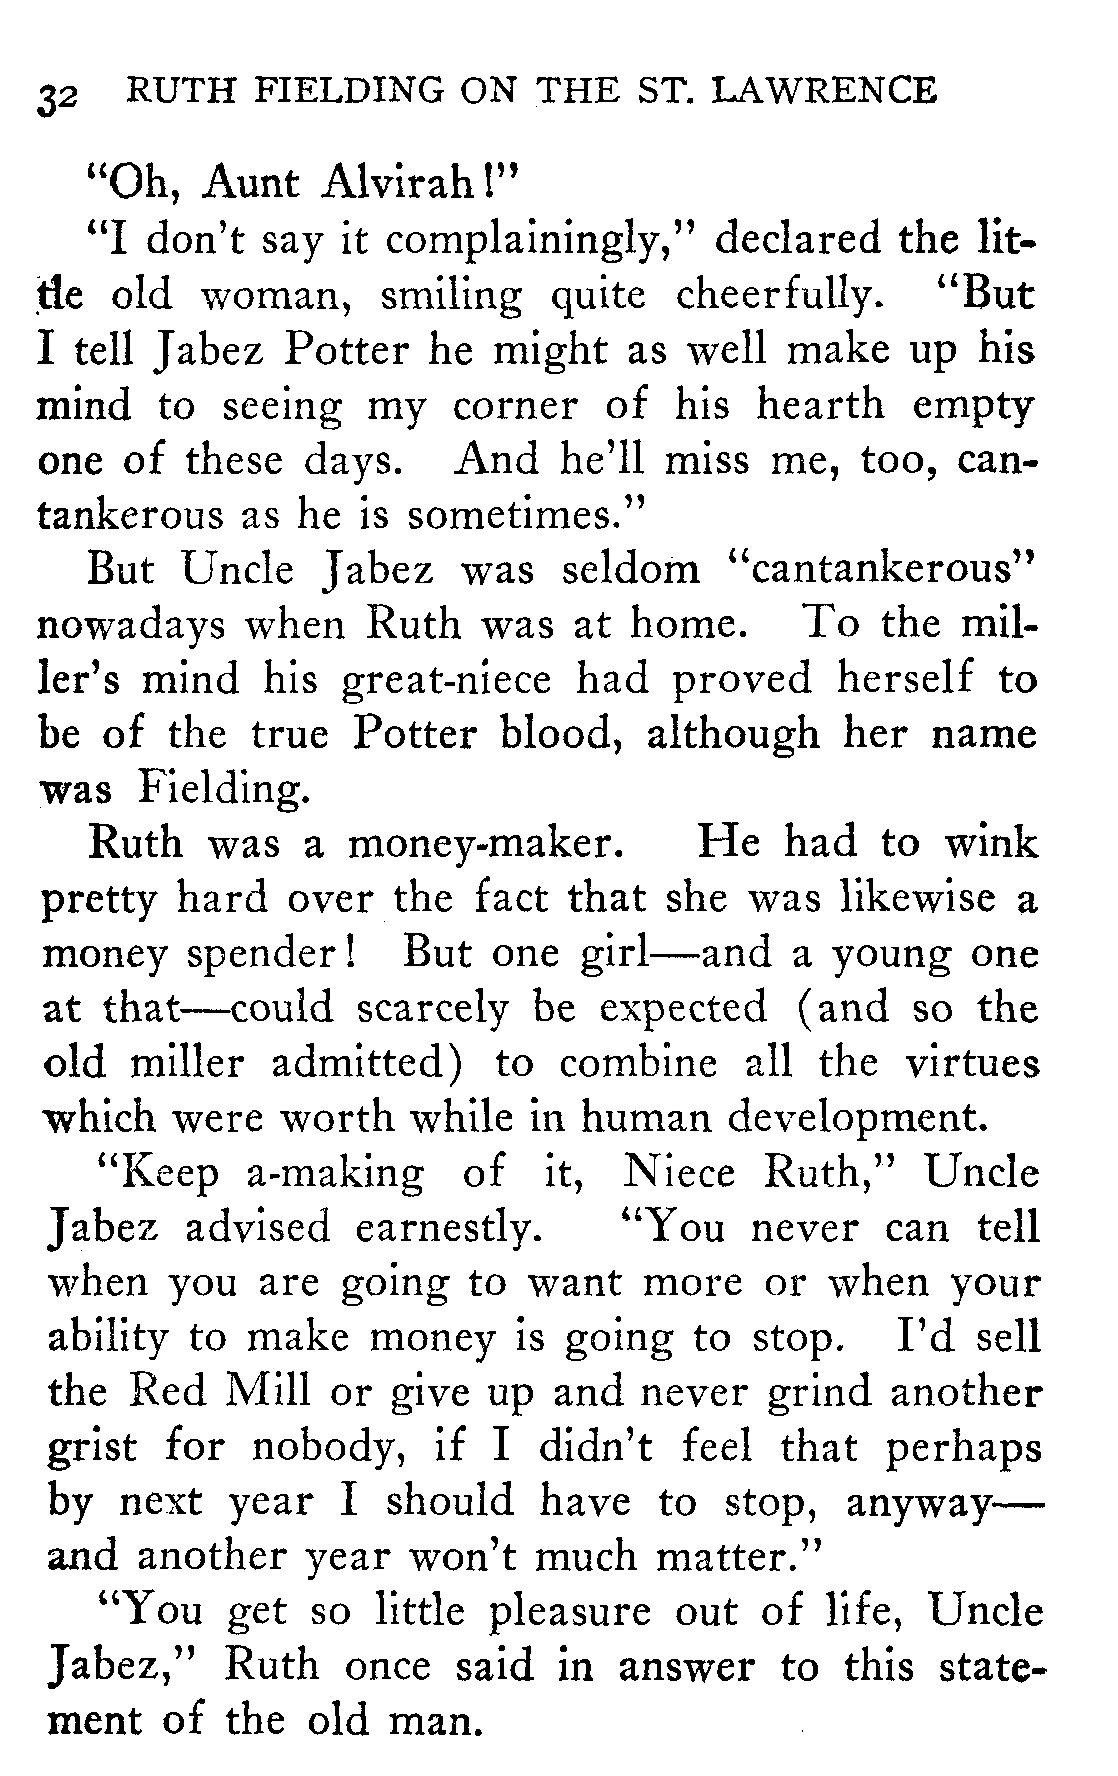 32 RUTH FIELDING ON THE ST. LAWRENCE
"Oh, Aunt Alvirah!"
"I don't say it complainingly," declared the lit-
tle old woman, smiling quite cheerfully. "But
I tell Jabez Potter he might as well make up his
mind to seeing my corner of his hearth empty
one of these days. And he'll miss me, too, can-
tankerous as he is sometimes."
But Uncle Jabez was seldom "cantankerous"
nowadays when Ruth was at home. To the mil-
ler's mind his great-niece had proved herself to
be of the true Potter blood, although her name
was Fielding.
Ruth was a money-maker. He had to wink
pretty hard over the fact that she was likewise a
money spender! But one girl—and a young one
at that—could scarcely be expected (and so the
old miller admitted) to combine all the virtues
which were worth while in human development.
"Keep a-making of it, Niece Ruth," Uncle
Jabez advised earnestly. "You never can tell
when you are going to want more or when your
ability to make money is going to stop. I'd sell
the Red Mill or give up and never grind another
grist for nobody, if I didn't feel that perhaps
by next year I should have to stop, anyway—
and another year won't much matter."
"You get so little pleasure out of life, Uncle
Jabez," Ruth once said in answer to this state-
ment of the old man.